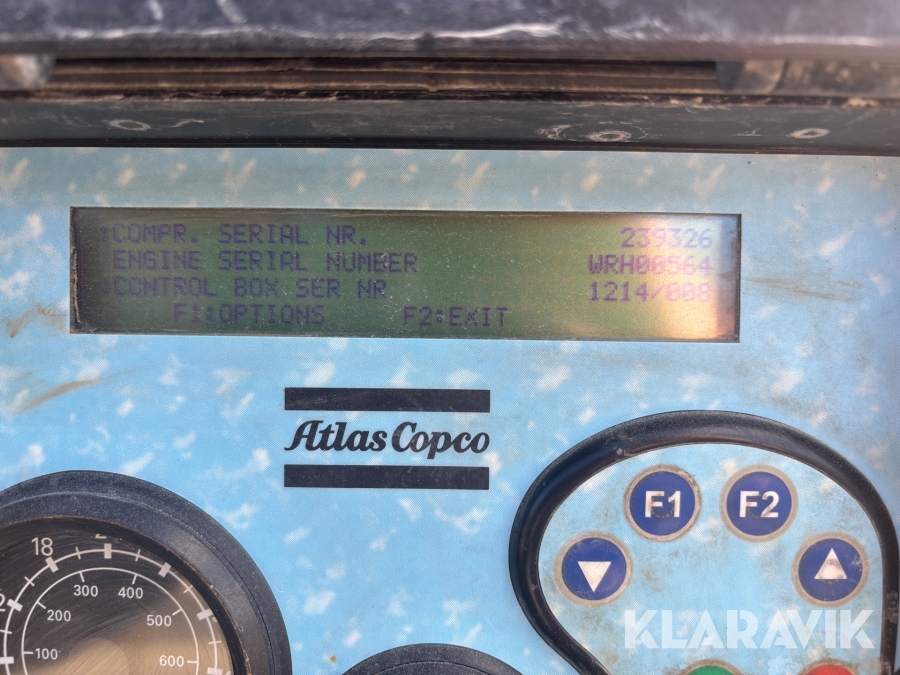 ↑COMPR. SERIAL NR. 239326
ENGINE SERIAL NUMBER WRH00564
↓CONTROL BOX SER NR 1214/008
F1:OPTIONS F2:EXIT
Atlas Copco
F1 F2
18
300 400
200 500
100 600
KLARAVIK